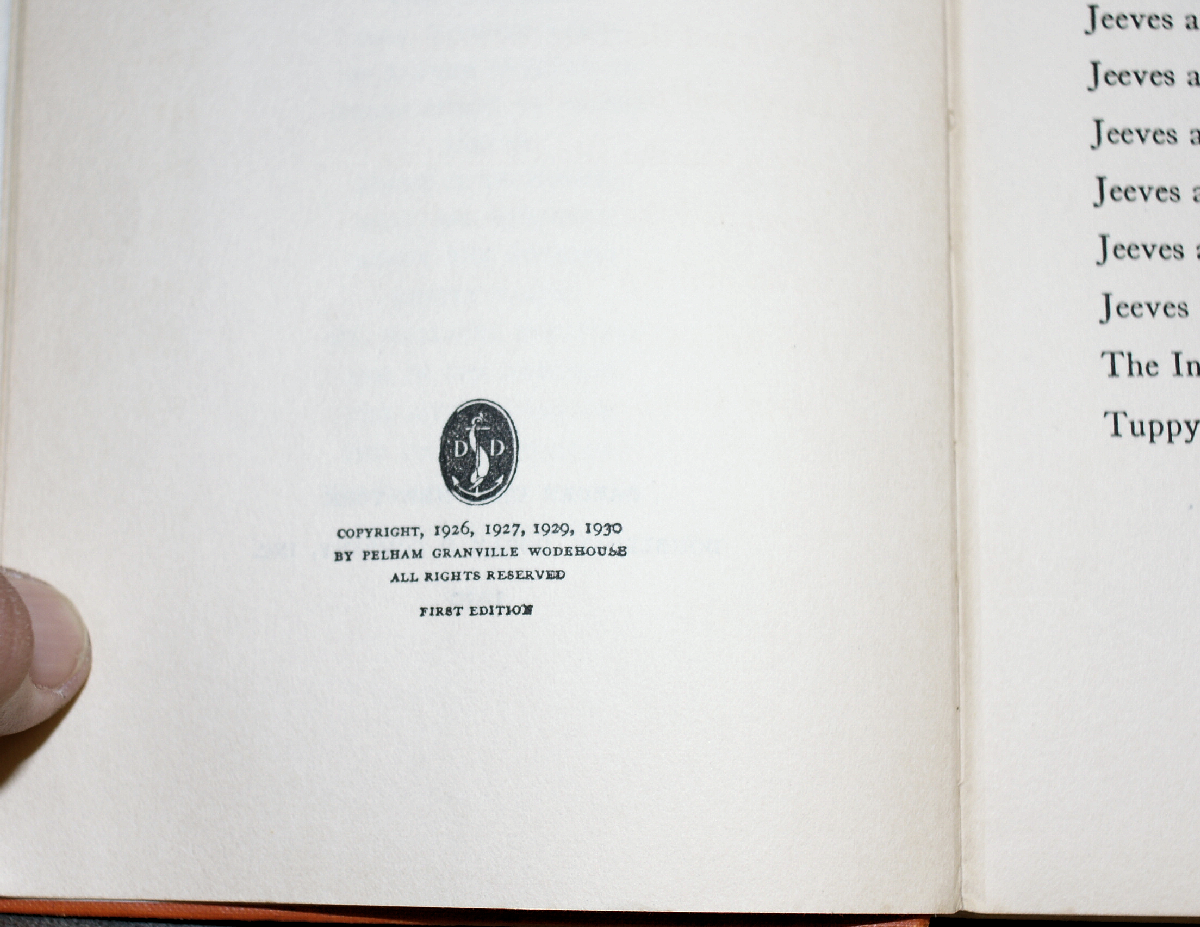 D D
COPYRIGHT, 1926, 1927, 1929, 1930
BY PELHAM GRANVILLE WODEHOUSE
ALL RIGHTS RESERVED
FIRST EDITION
Jeeves a
Jeeves a
Jeeves a
Jeeves a
Jeeves a
Jeeves
The In
Tuppy